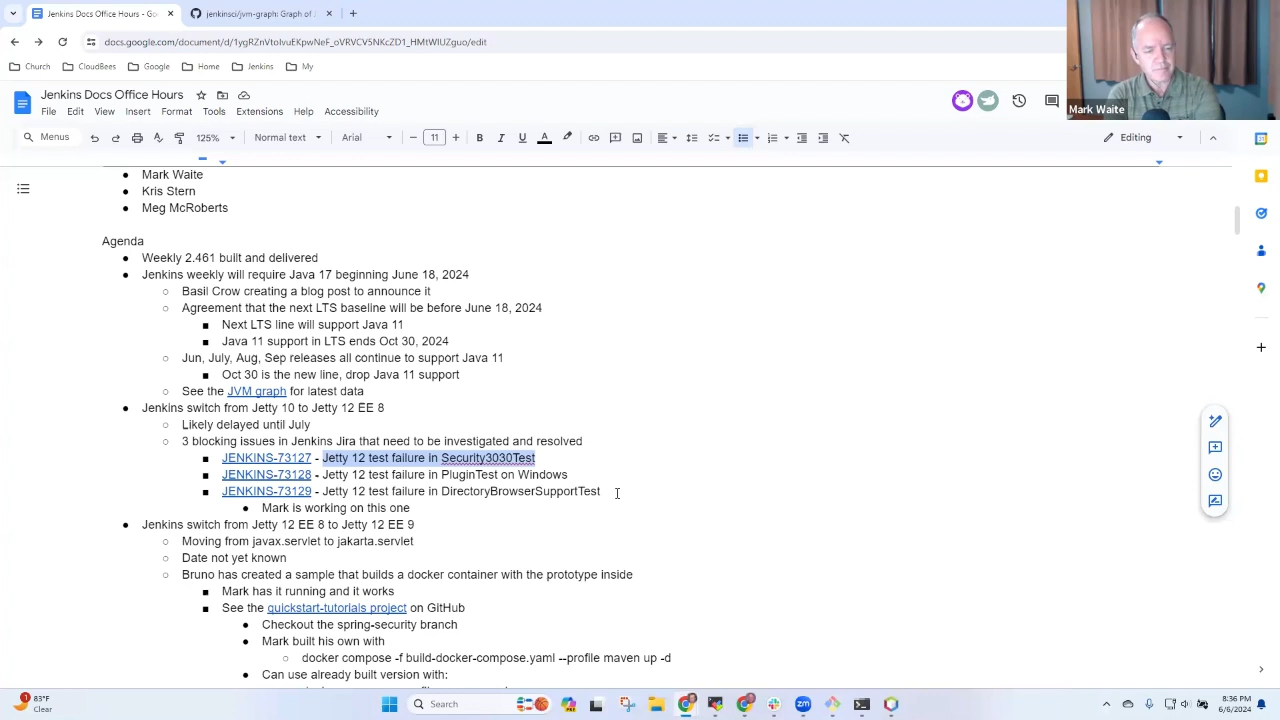 Jenkins Docs Office Hours - Go
jenkinsci/jvm-graph: Graph of J
docs.google.com/document/d/1ygRZnVtoIvuEKpwNeF_oVRVCV5NKcZD1_HMtWIUZguo/edit
Church
CloudBees
Google
Home
Jenkins
My
Mark Waite
Jenkins Docs Office Hours
File Edit View Insert Format Tools Extensions Help Accessibility
Menus 125% Normal text Arial 11 Editing
Mark Waite
Kris Stern
Meg McRoberts
Agenda
Weekly 2.461 built and delivered
Jenkins weekly will require Java 17 beginning June 18, 2024
Basil Crow creating a blog post to announce it
Agreement that the next LTS baseline will be before June 18, 2024
Next LTS line will support Java 11
Java 11 support in LTS ends Oct 30, 2024
Jun, July, Aug, Sep releases all continue to support Java 11
Oct 30 is the new line, drop Java 11 support
See the JVM graph for latest data
Jenkins switch from Jetty 10 to Jetty 12 EE 8
Likely delayed until July
3 blocking issues in Jenkins Jira that need to be investigated and resolved
JENKINS-73127 - Jetty 12 test failure in Security3030Test
JENKINS-73128 - Jetty 12 test failure in PluginTest on Windows
JENKINS-73129 - Jetty 12 test failure in DirectoryBrowserSupportTest
Mark is working on this one
Jenkins switch from Jetty 12 EE 8 to Jetty 12 EE 9
Moving from javax.servlet to jakarta.servlet
Date not yet known
Bruno has created a sample that builds a docker container with the prototype inside
Mark has it running and it works
See the quickstart-tutorials project on GitHub
Checkout the spring-security branch
Mark built his own with
docker compose -f build-docker-compose.yaml --profile maven up -d
Can use already built version with:
83°F
Clear
Search
8:36 AM
6/6/2024